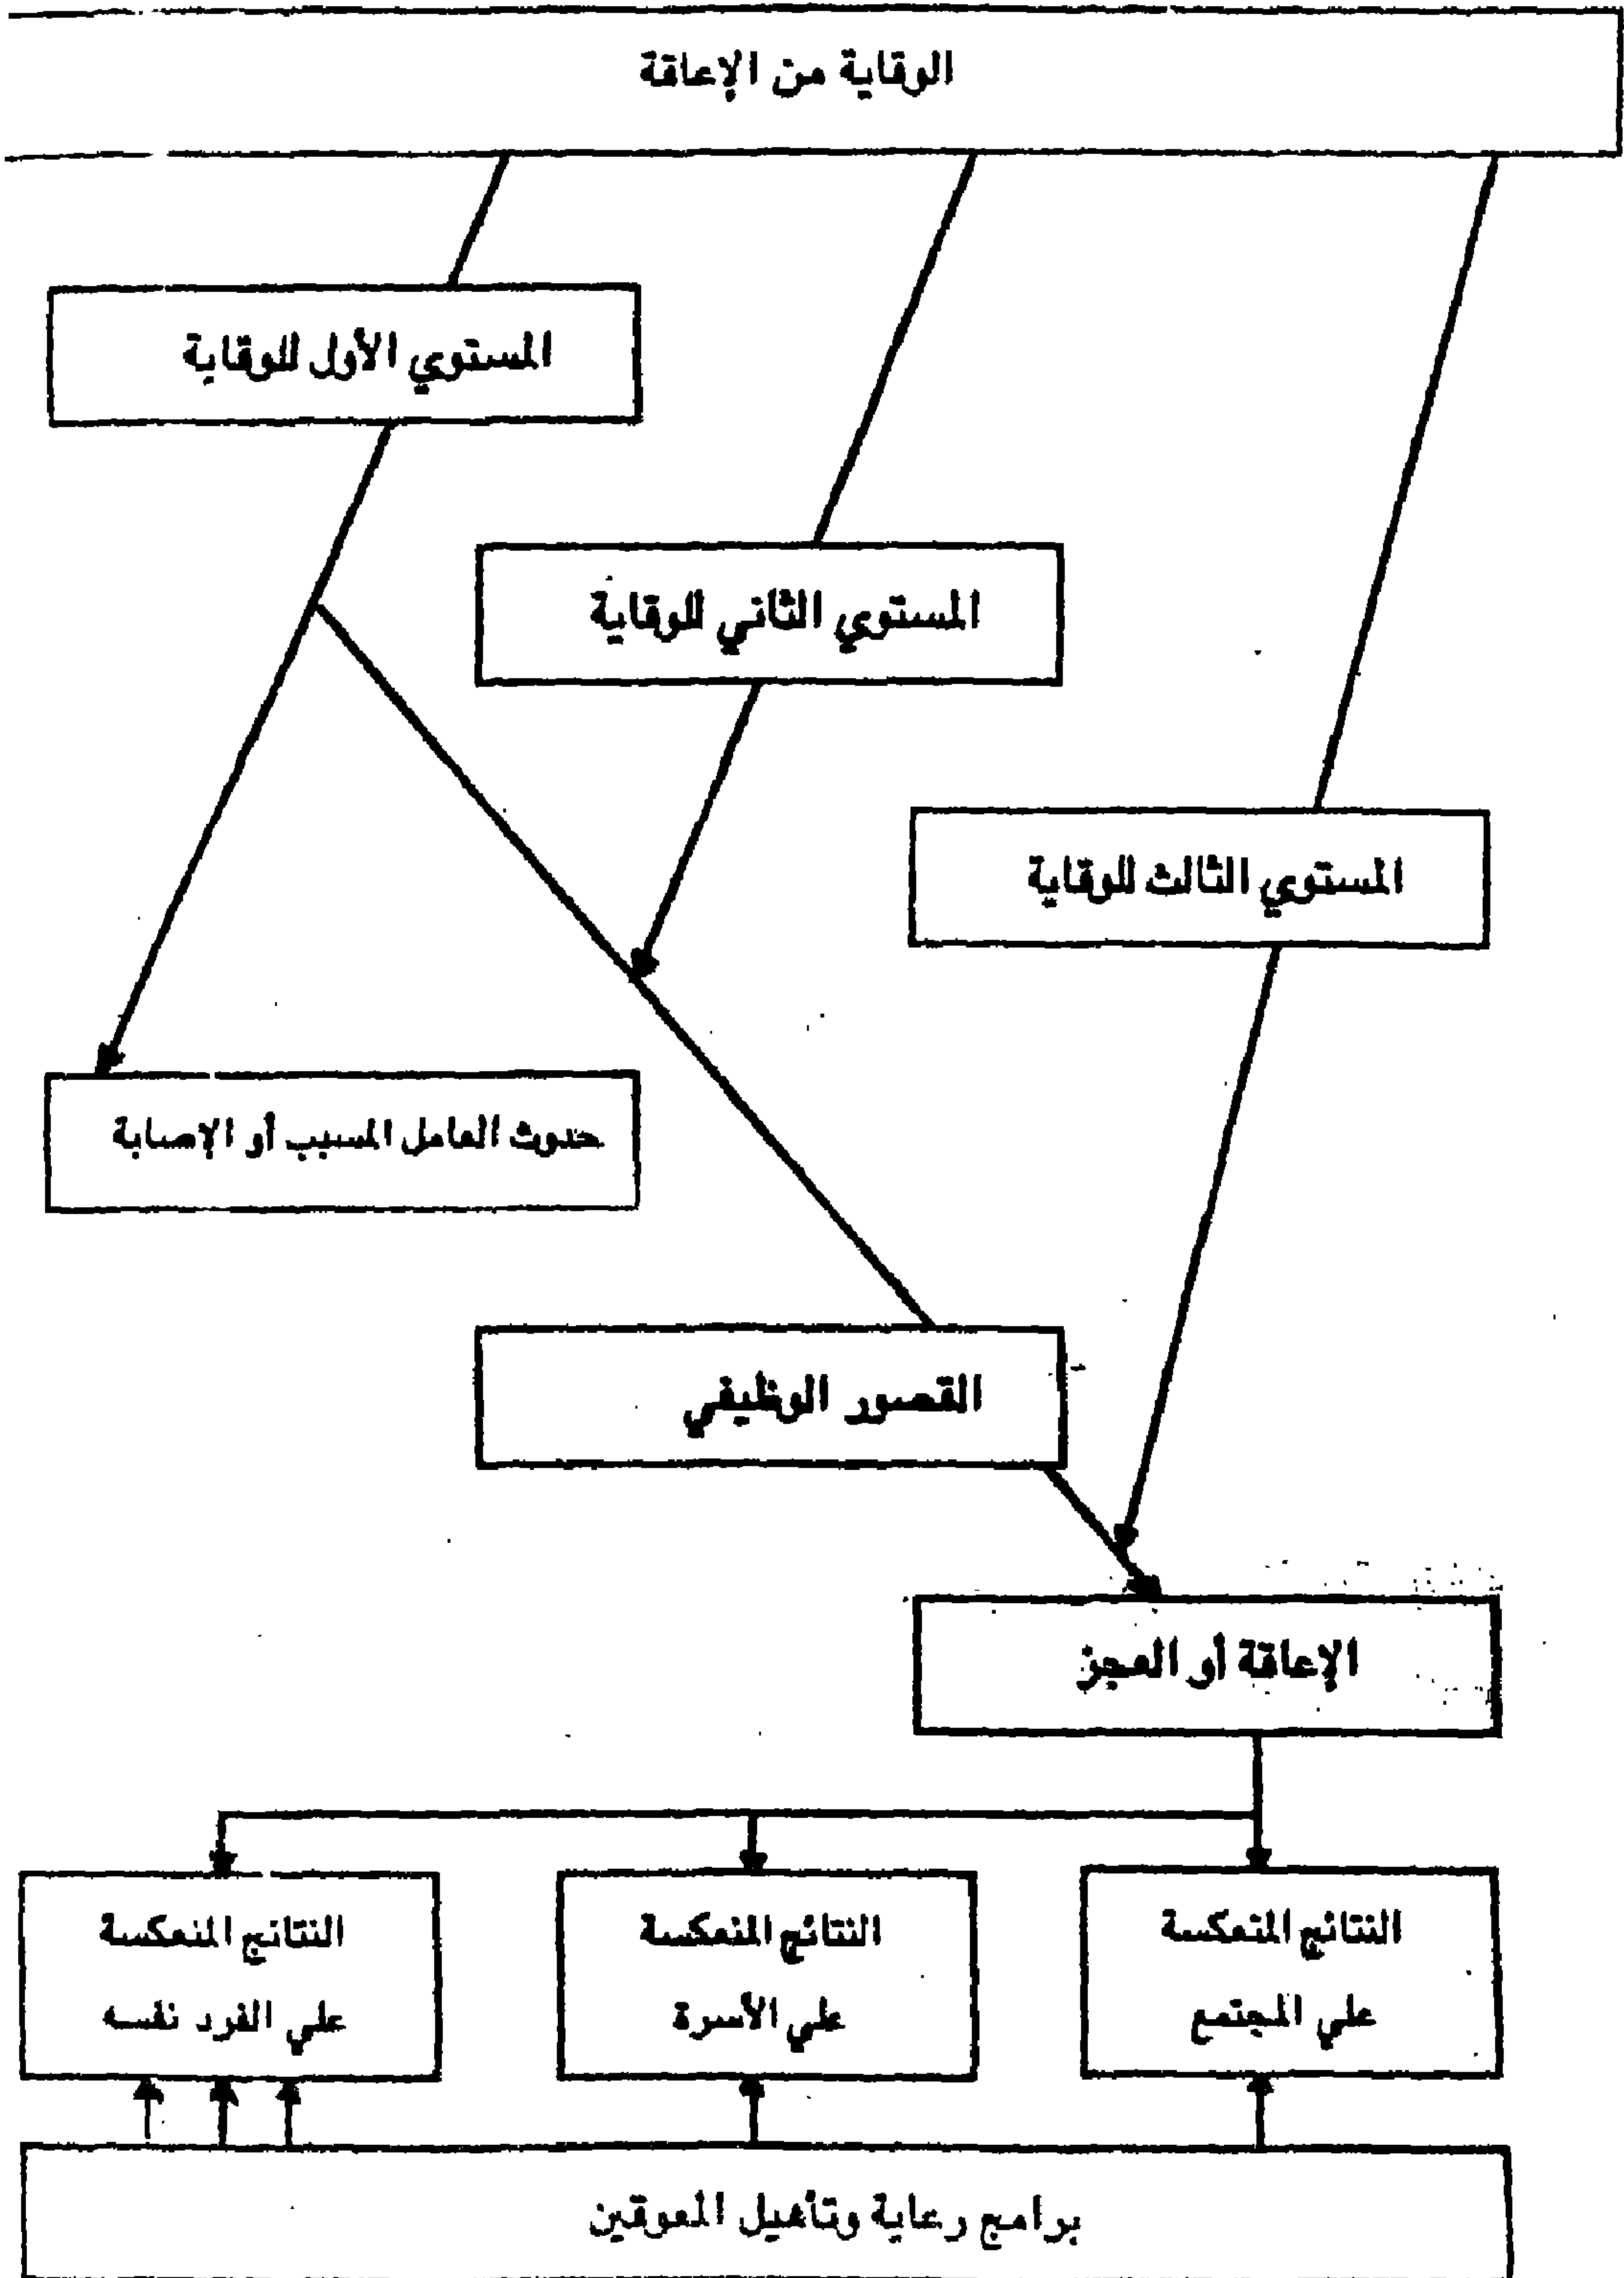 الوقاية من الإعاقة
المستوي الأول للوقاية
المستوي الثاني للوقاية
المستوي الثالث للوقاية
حدوث العامل المسبب أو الإصابة
القصور الوظيفي
الإعاقة أو العجز
النتائج المنعكسة
علي المجتمع
النتائج المنعكسة
علي الأسرة
النتائج المنعكسة
علي الفرد نفسه
برامج رعاية وتأهيل المعوقين